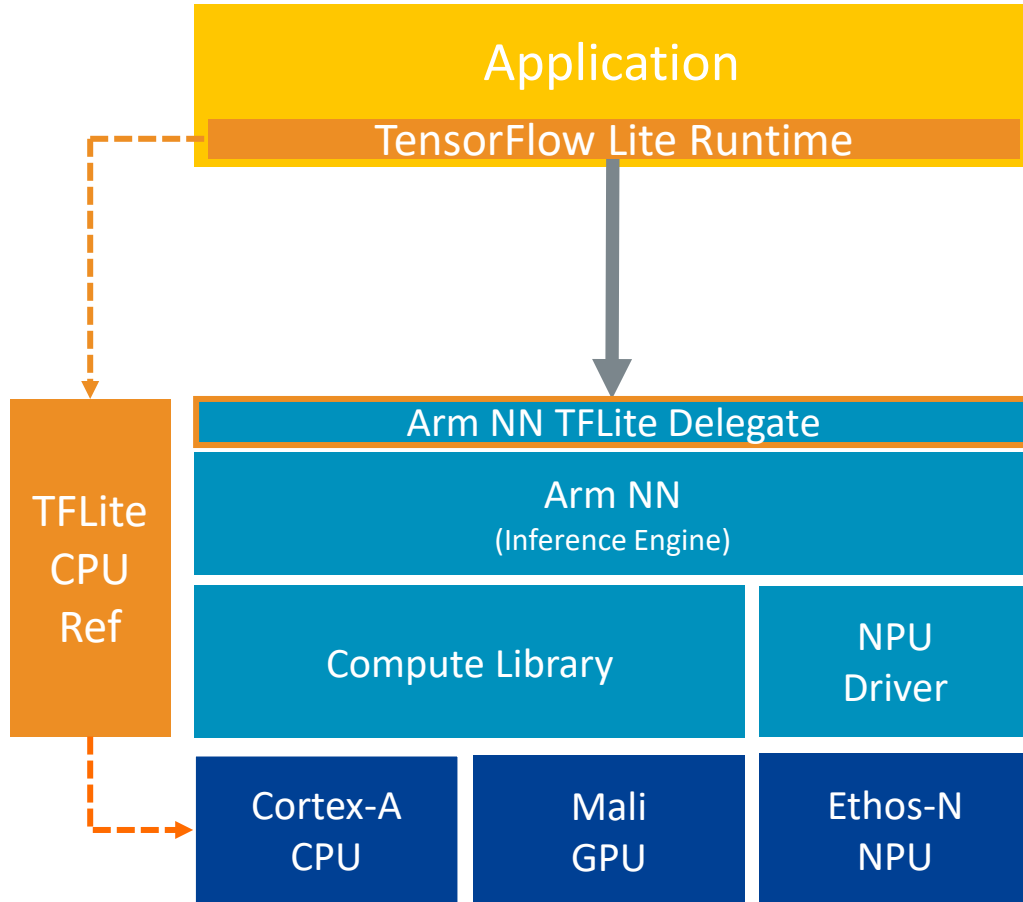 Application
TensorFlow Lite Runtime
Arm NN TFLite Delegate
Arm NN
(Inference Engine)
TFLite
CPU
Ref
Compute Library
NPU
Driver
Cortex-A
CPU
Mali
GPU
Ethos-N
NPU